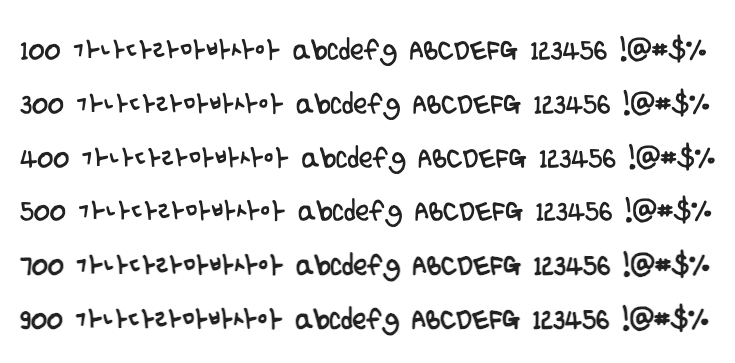 100 가나다라마바사아 abcdefg ABCDEFG 123456 !@#$%
300 가나다라마바사아 abcdefg ABCDEFG 123456 !@#$%
400 가나다라마바사아 abcdefg ABCDEFG 123456 !@#$%
500 가나다라마바사아 abcdefg ABCDEFG 123456 !@#$%
700 가나다라마바사아 abcdefg ABCDEFG 123456 !@#$%
900 가나다라마바사아 abcdefg ABCDEFG 123456 !@#$%